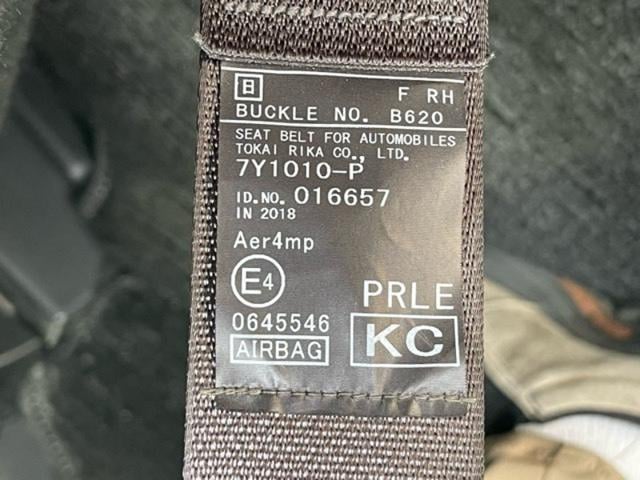 日 F RH
BUCKLE NO. B620
SEAT BELT FOR AUTOMOBILES
TOKAI RIKA CO., LTD.
7Y1010-P
ID.NO. 016657
IN 2018
Aer4mp
E4
PRLE
0645546
KC
AIRBAG